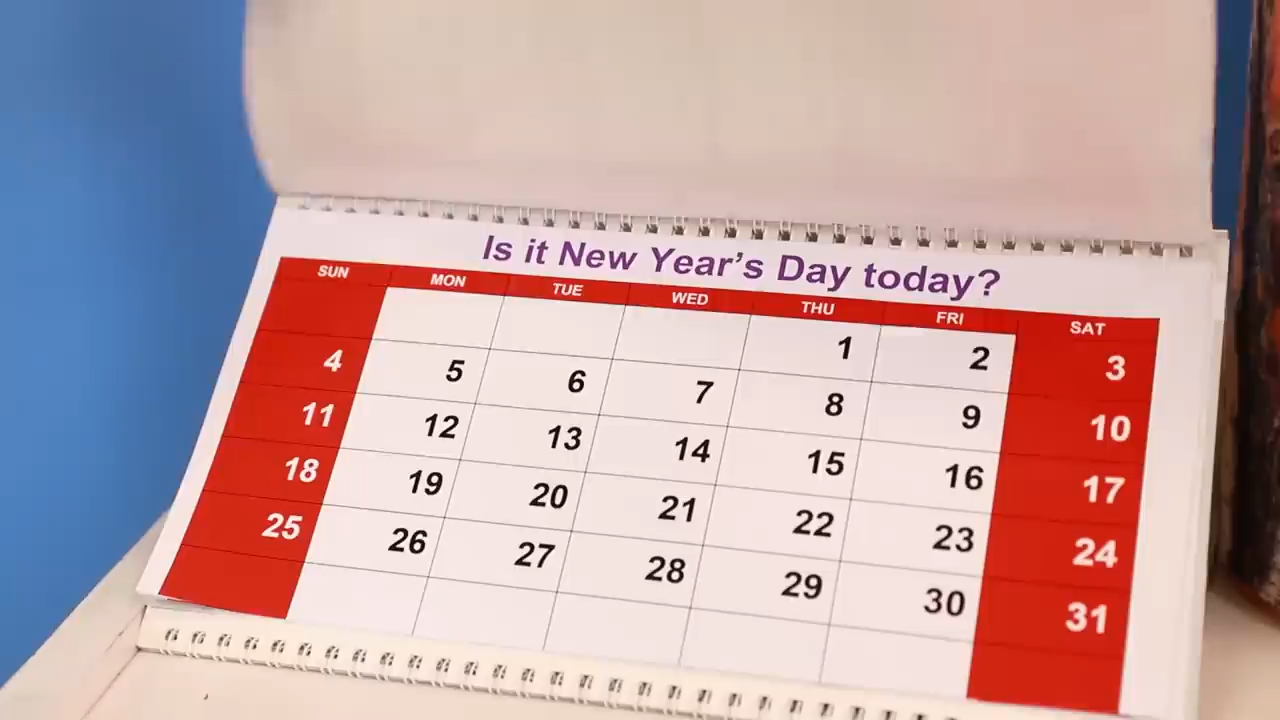 Is it New Year's Day today?
SUN MON TUE WED THU FRI SAT
1 2 3
4 5 6 7 8 9 10
11 12 13 14 15 16 17
18 19 20 21 22 23 24
25 26 27 28 29 30 31